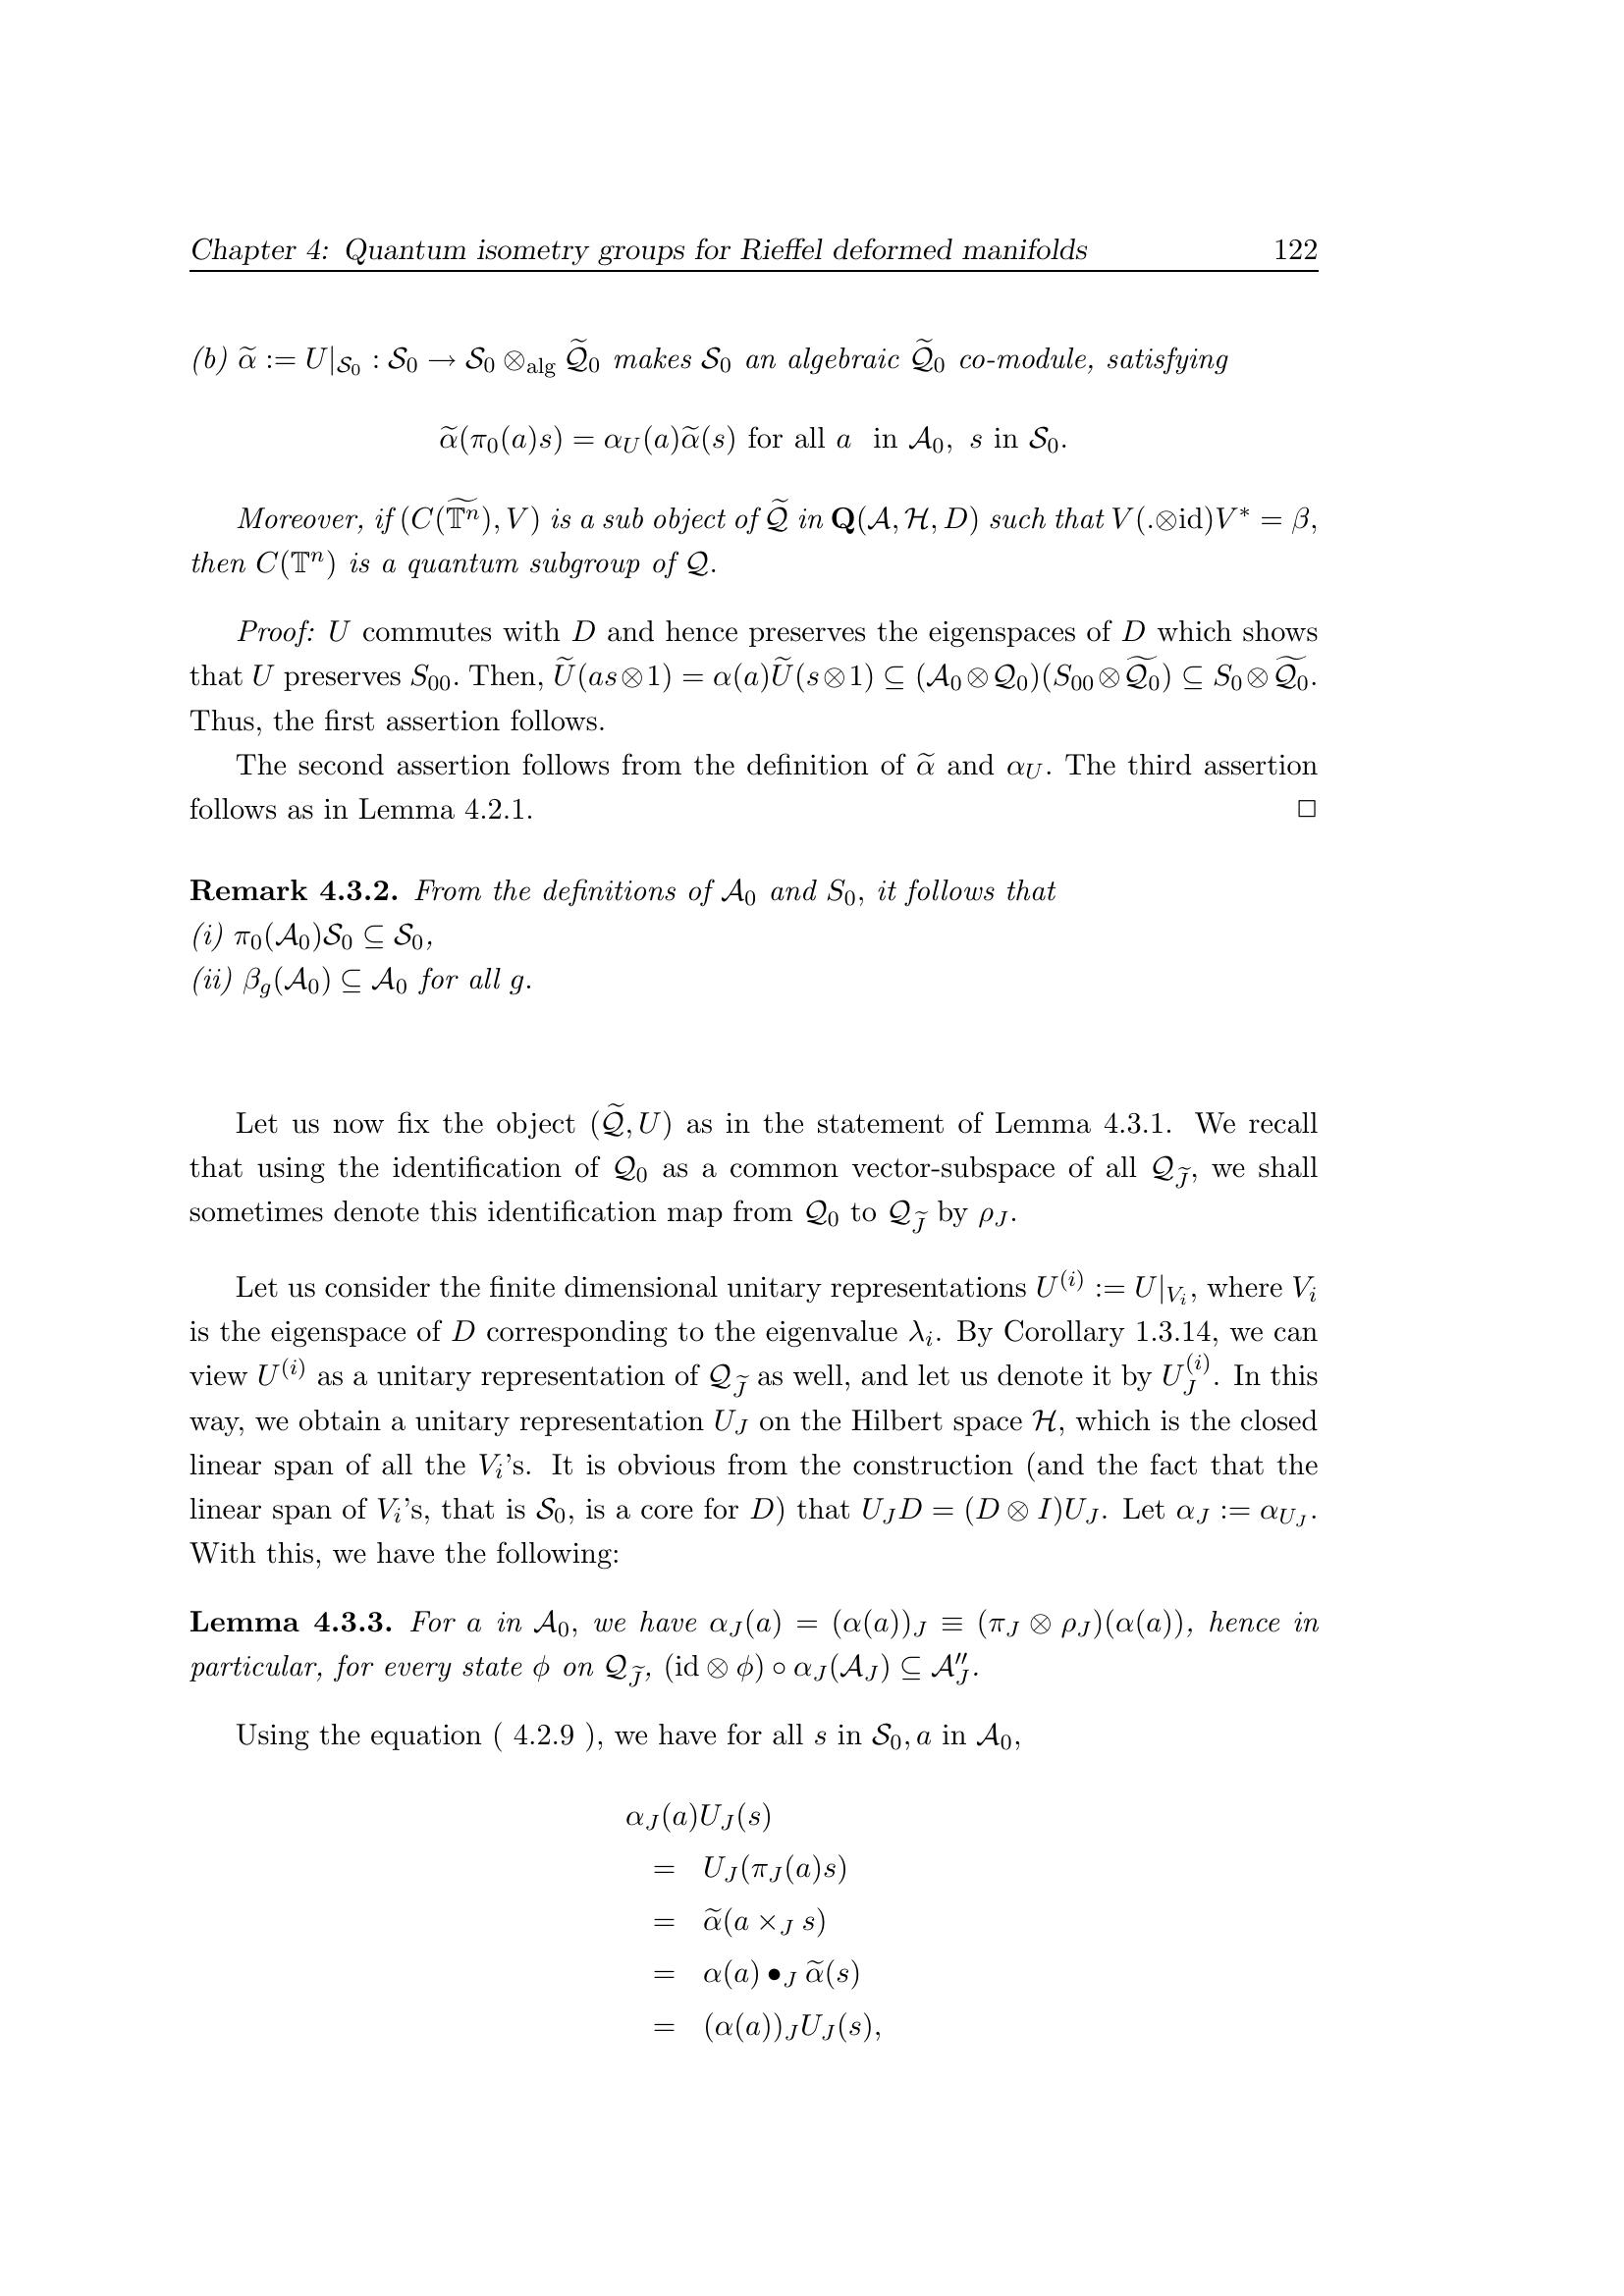 Chapter 4: Quantum isometry groups for Rieffel deformed manifolds 122
(b) $\widetilde{\alpha} := U|_{\mathcal{S}_0} : \mathcal{S}_0 \to \mathcal{S}_0 \otimes_{\mathrm{alg}} \widetilde{\mathcal{Q}}_0$ makes $\mathcal{S}_0$ an algebraic $\widetilde{\mathcal{Q}}_0$ co-module, satisfying
$\widetilde{\alpha}(\pi_0(a)s) = \alpha_U(a)\widetilde{\alpha}(s)$ for all $a$ in $\mathcal{A}_0$, $s$ in $\mathcal{S}_0$.
Moreover, if $(C(\widetilde{\mathbb{T}^n}), V)$ is a sub object of $\widetilde{\mathcal{Q}}$ in $\mathbf{Q}(\mathcal{A}, \mathcal{H}, D)$ such that $V(.\otimes \mathrm{id})V^* = \beta$,
then $C(\mathbb{T}^n)$ is a quantum subgroup of $\mathcal{Q}$.
Proof: $U$ commutes with $D$ and hence preserves the eigenspaces of $D$ which shows
that $U$ preserves $S_{00}$. Then, $\widetilde{U}(as \otimes 1) = \alpha(a)\widetilde{U}(s \otimes 1) \subseteq (\mathcal{A}_0 \otimes \mathcal{Q}_0)(S_{00} \otimes \widetilde{\mathcal{Q}_0}) \subseteq S_0 \otimes \widetilde{\mathcal{Q}_0}$.
Thus, the first assertion follows.
The second assertion follows from the definition of $\widetilde{\alpha}$ and $\alpha_U$. The third assertion
follows as in Lemma 4.2.1. □
Remark 4.3.2. From the definitions of $\mathcal{A}_0$ and $S_0$, it follows that
(i) $\pi_0(\mathcal{A}_0)\mathcal{S}_0 \subseteq \mathcal{S}_0$,
(ii) $\beta_g(\mathcal{A}_0) \subseteq \mathcal{A}_0$ for all $g$.
Let us now fix the object $(\widetilde{\mathcal{Q}}, U)$ as in the statement of Lemma 4.3.1. We recall
that using the identification of $\mathcal{Q}_0$ as a common vector-subspace of all $\mathcal{Q}_{\widetilde{J}}$, we shall
sometimes denote this identification map from $\mathcal{Q}_0$ to $\mathcal{Q}_{\widetilde{J}}$ by $\rho_J$.
Let us consider the finite dimensional unitary representations $U^{(i)} := U|_{V_i}$, where $V_i$
is the eigenspace of $D$ corresponding to the eigenvalue $\lambda_i$. By Corollary 1.3.14, we can
view $U^{(i)}$ as a unitary representation of $\mathcal{Q}_{\widetilde{J}}$ as well, and let us denote it by $U_J^{(i)}$. In this
way, we obtain a unitary representation $U_J$ on the Hilbert space $\mathcal{H}$, which is the closed
linear span of all the $V_i$'s. It is obvious from the construction (and the fact that the
linear span of $V_i$'s, that is $\mathcal{S}_0$, is a core for $D$) that $U_J D = (D \otimes I)U_J$. Let $\alpha_J := \alpha_{U_J}$.
With this, we have the following:
Lemma 4.3.3. For $a$ in $\mathcal{A}_0$, we have $\alpha_J(a) = (\alpha(a))_J \equiv (\pi_J \otimes \rho_J)(\alpha(a))$, hence in
particular, for every state $\phi$ on $\mathcal{Q}_{\widetilde{J}}$, $(\mathrm{id} \otimes \phi) \circ \alpha_J(\mathcal{A}_J) \subseteq \mathcal{A}_J''$.
Using the equation ( 4.2.9 ), we have for all $s$ in $\mathcal{S}_0$, $a$ in $\mathcal{A}_0$,
$\alpha_J(a)U_J(s)$
$= U_J(\pi_J(a)s)$
$= \widetilde{\alpha}(a \times_J s)$
$= \alpha(a) \bullet_J \widetilde{\alpha}(s)$
$= (\alpha(a))_J U_J(s),$